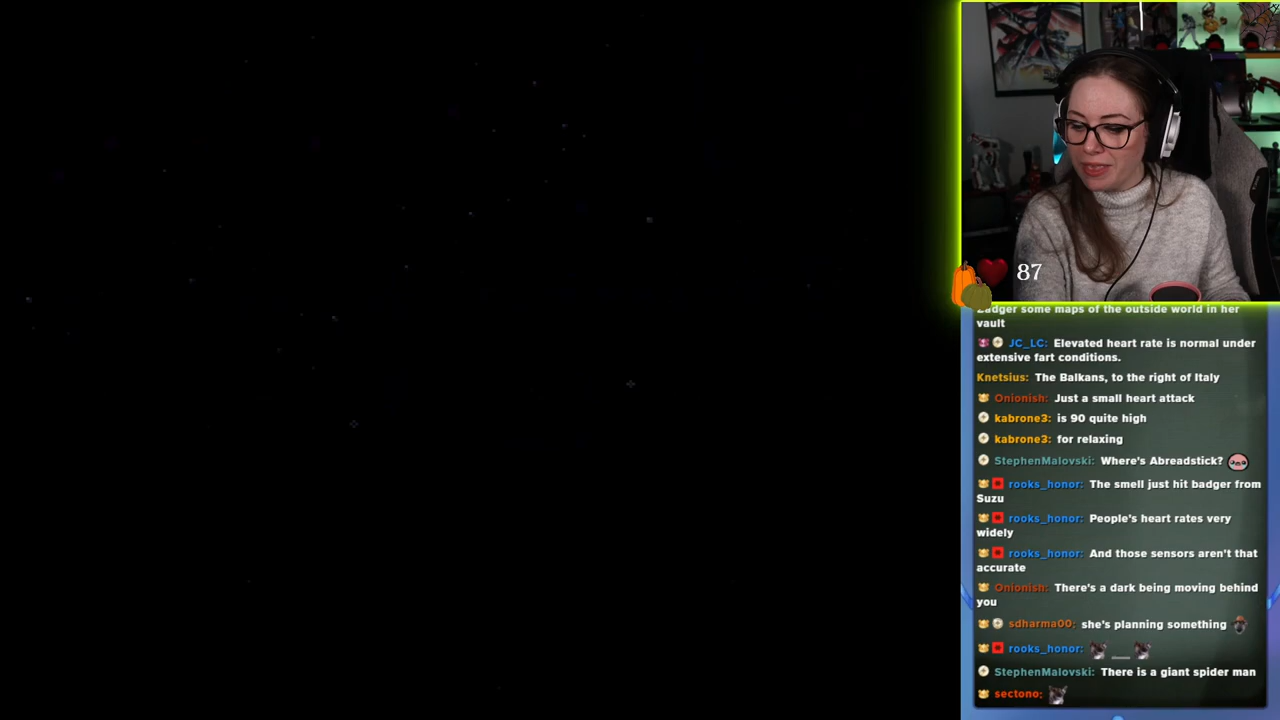 87
Zadger some maps of the outside world in her
vault
JC_LC: Elevated heart rate is normal under
extensive fart conditions.
Knetsius: The Balkans, to the right of Italy
Onionish: Just a small heart attack
kabrone3: is 90 quite high
kabrone3: for relaxing
StephenMalovski: Where's Abreadstick?
rooks_honor: The smell just hit badger from
Suzu
rooks_honor: People's heart rates very
widely
rooks_honor: And those sensors aren't that
accurate
Onionish: There's a dark being moving behind
you
sdharma00: she's planning something
rooks_honor:
StephenMalovski: There is a giant spider man
sectono: